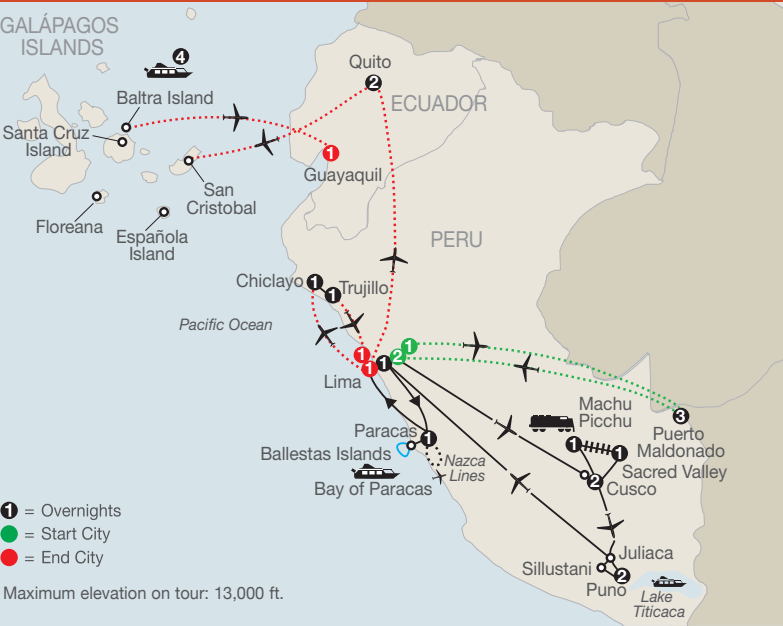 GALÁPAGOS
ISLANDS
4
Baltra Island
Santa Cruz
Island
San
Cristobal
Floreana
Española
Island
Quito
2
ECUADOR
1
Guayaquil
PERU
Chiclayo
1
1
Trujillo
Pacific Ocean
1
1
1
2
1
Lima
3
Puerto
Maldonado
Machu
Picchu
1
1
Sacred Valley
2
Cusco
Paracas
1
Ballestas Islands
Nazca
Lines
Bay of Paracas
Juliaca
Sillustani
Puno
2
Lake
Titicaca
1 = Overnights
= Start City
= End City
Maximum elevation on tour: 13,000 ft.